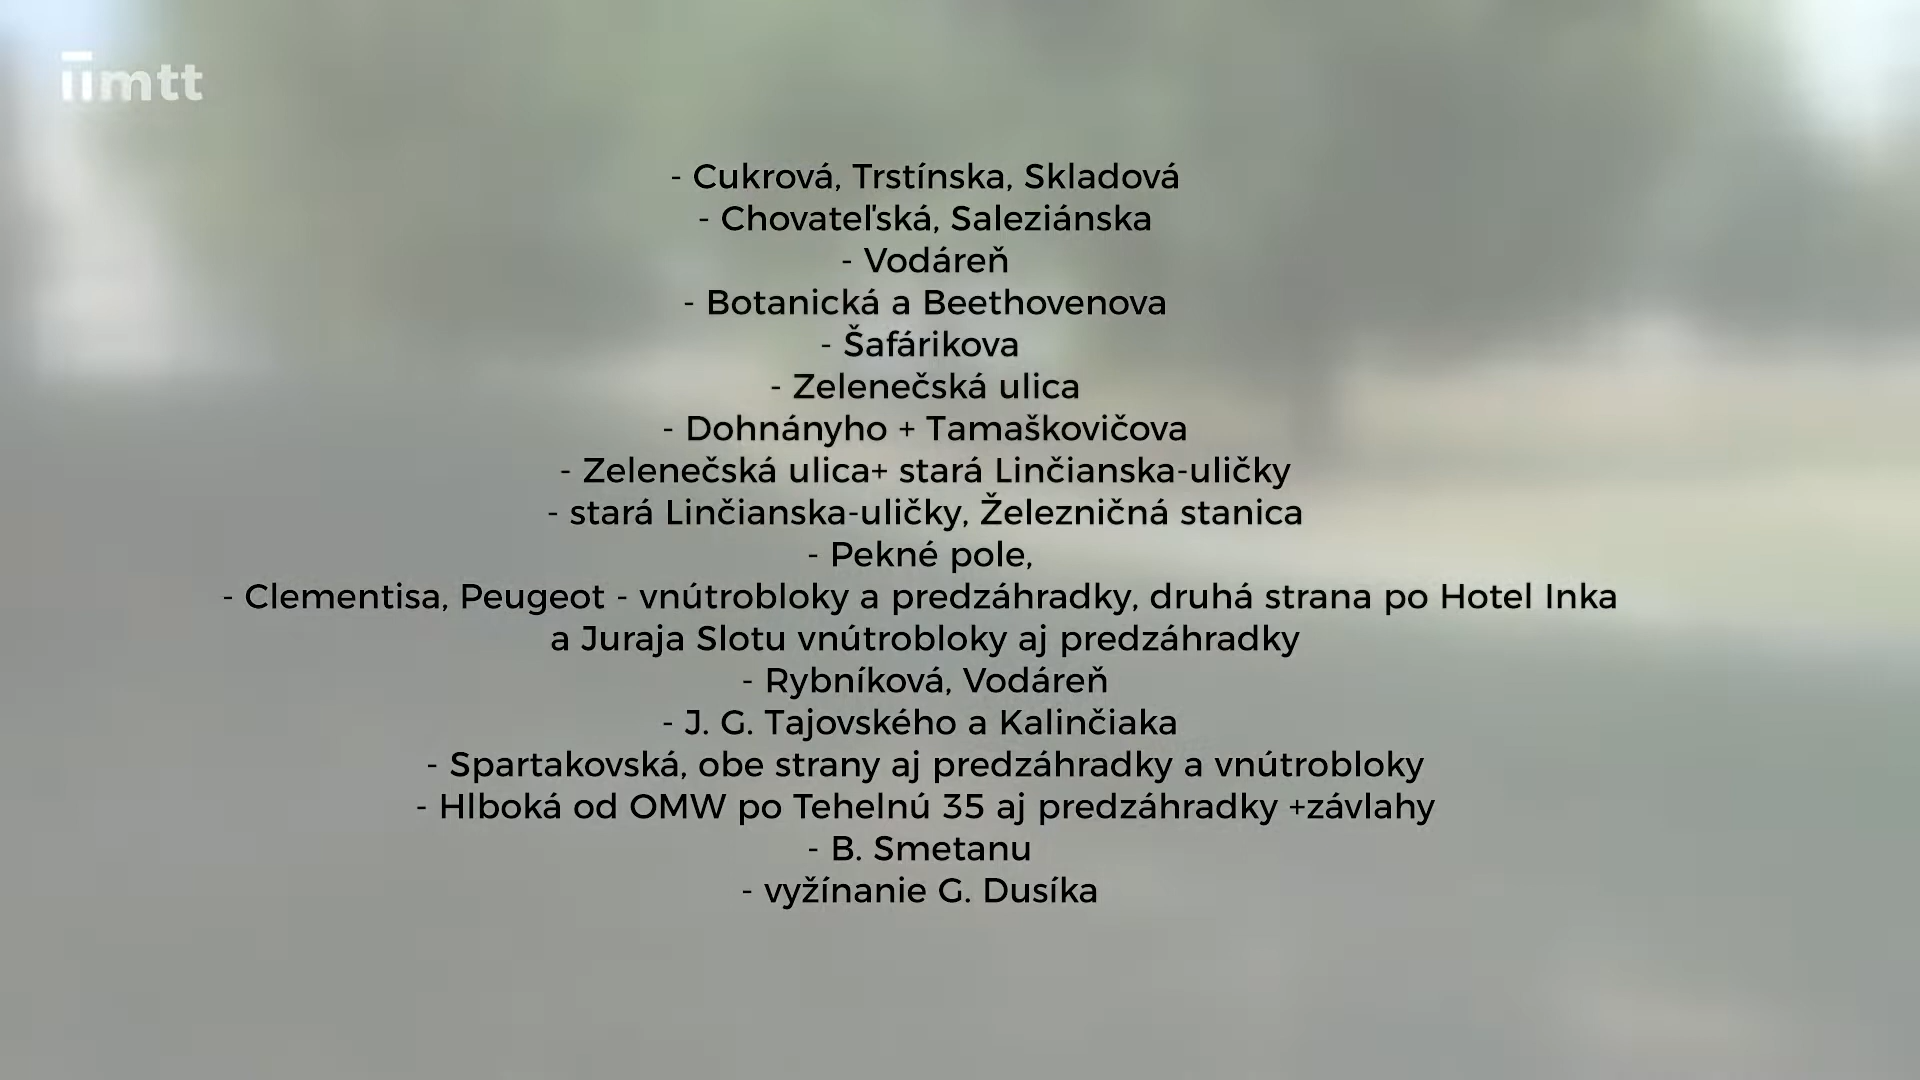 mtt
- Cukrová, Trstínska, Skladová
- Chovateľská, Saleziánska
- Vodáreň
- Botanická a Beethovenova
- Šafárikova
- Zelenečská ulica
- Dohnányho + Tamaškovičova
- Zelenečská ulica+ stará Linčianska-uličky
- stará Linčianska-uličky, Železničná stanica
- Pekné pole,
- Clementisa, Peugeot - vnútrobloky a predzáhradky, druhá strana po Hotel Inka
a Juraja Slotu vnútrobloky aj predzáhradky
- Rybníková, Vodáreň
- J. G. Tajovského a Kalinčiaka
- Spartakovská, obe strany aj predzáhradky a vnútrobloky
- Hlboká od OMW po Tehelnú 35 aj predzáhradky +závlahy
- B. Smetanu
- vyžínanie G. Dusíka